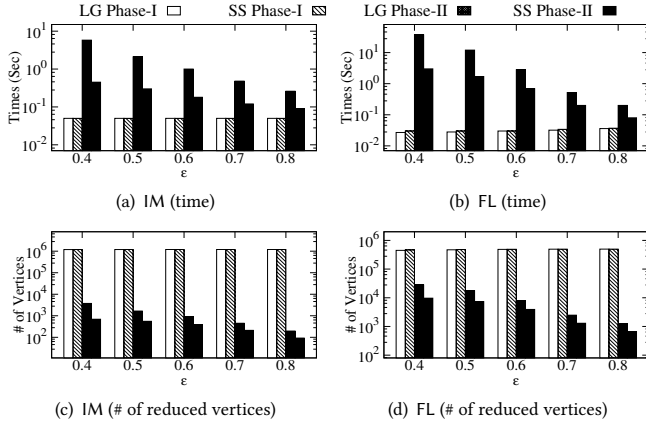 LG Phase-I SS Phase-I LG Phase-II SS Phase-II
Times (Sec)
10^1
10^0
10^-1
10^-2
0.4 0.5 0.6 0.7 0.8
ε
(a) IM (time)
Times (Sec)
10^1
10^0
10^-1
10^-2
0.4 0.5 0.6 0.7 0.8
ε
(b) FL (time)
# of Vertices
10^6
10^5
10^4
10^3
10^2
0.4 0.5 0.6 0.7 0.8
ε
(c) IM (# of reduced vertices)
# of Vertices
10^6
10^5
10^4
10^3
10^2
0.4 0.5 0.6 0.7 0.8
ε
(d) FL (# of reduced vertices)